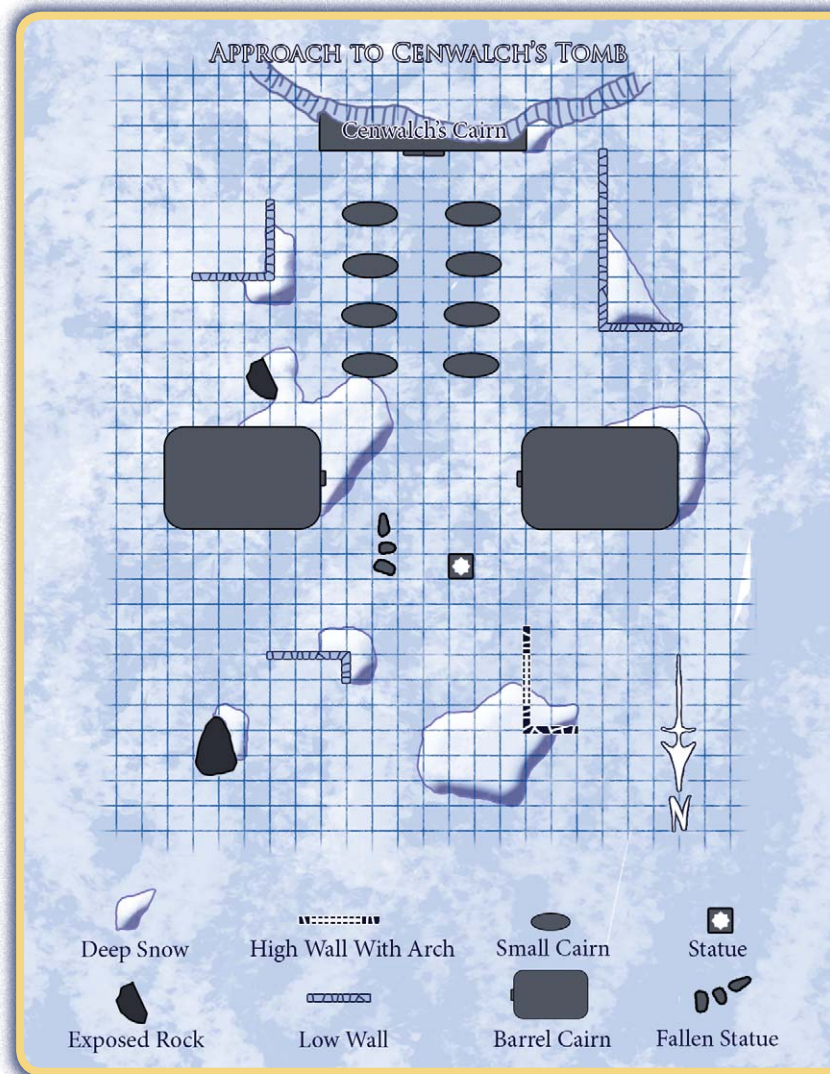 Approach to Cenwalch's Tomb
Cenwalch's Cairn
N
Deep Snow
High Wall With Arch
Small Cairn
Statue
Exposed Rock
Low Wall
Barrel Cairn
Fallen Statue